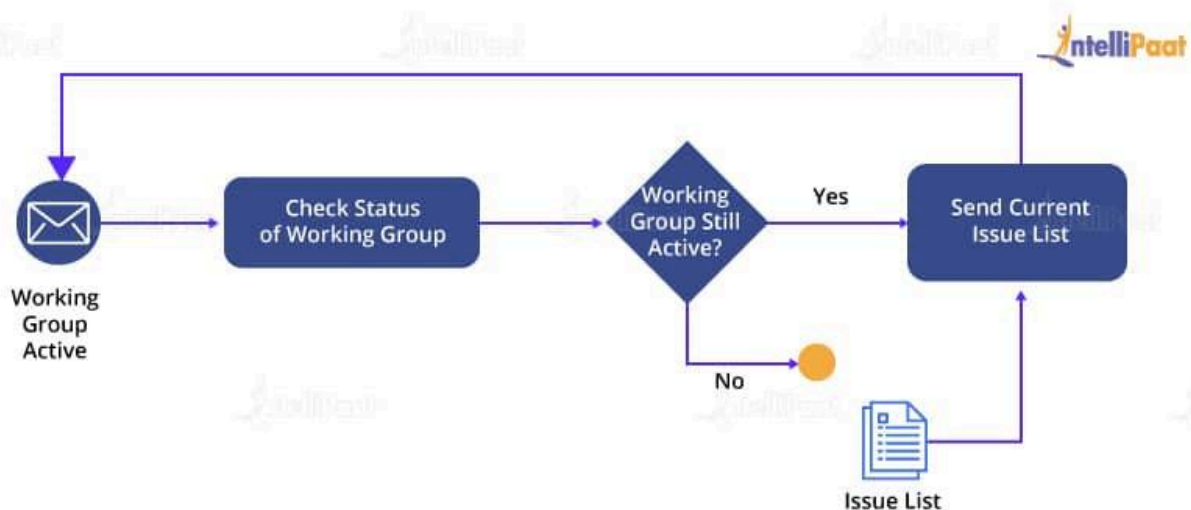 IntelliPaat
Working
Group Still
Active?
Yes
Check Status
of Working Group
Send Current
Issue List
Working
Group
Active
No
Issue List